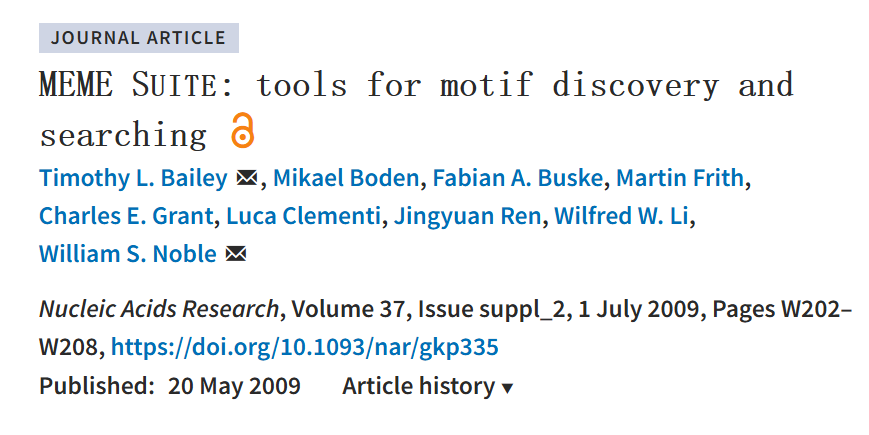 JOURNAL ARTICLE
MEME SUITE: tools for motif discovery and
searching
Timothy L. Bailey, Mikael Boden, Fabian A. Buske, Martin Frith,
Charles E. Grant, Luca Clementi, Jingyuan Ren, Wilfred W. Li,
William S. Noble
Nucleic Acids Research, Volume 37, Issue suppl_2, 1 July 2009, Pages W202–
W208, https://doi.org/10.1093/nar/gkp335
Published: 20 May 2009 Article history ▼